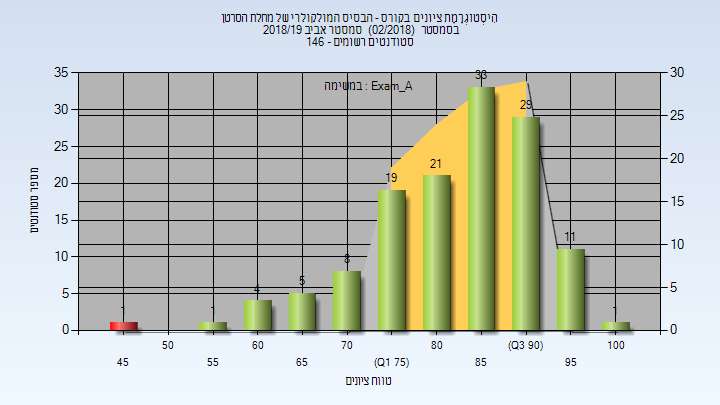 היסטוגרמת ציונים בקורס - הבסיס המולקולרי של מחלת הסרטן
בסמסטר (02/2018) סמסטר אביב 2018/19
סטודנטים רשומים - 146
במשימה : Exam_A
מספר סטודנטים
35 30 25 20 15 10 5 0
30 25 20 15 10 5 0
1 1 4 5 8 19 21 33 29 11 1
50 60 70 80 (Q3 90) 100
45 55 65 (Q1 75) 85 95
טווח ציונים